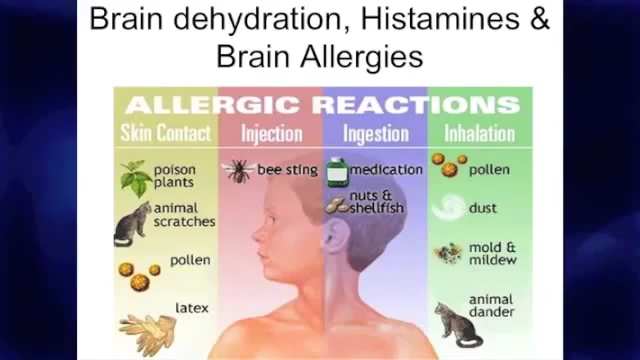 Brain dehydration, Histamines &
Brain Allergies
ALLERGIC REACTIONS
Skin Contact
poison
plants
animal
scratches
pollen
latex
Injection
bee sting
Ingestion
medication
nuts &
shellfish
Inhalation
pollen
dust
mold &
mildew
animal
dander